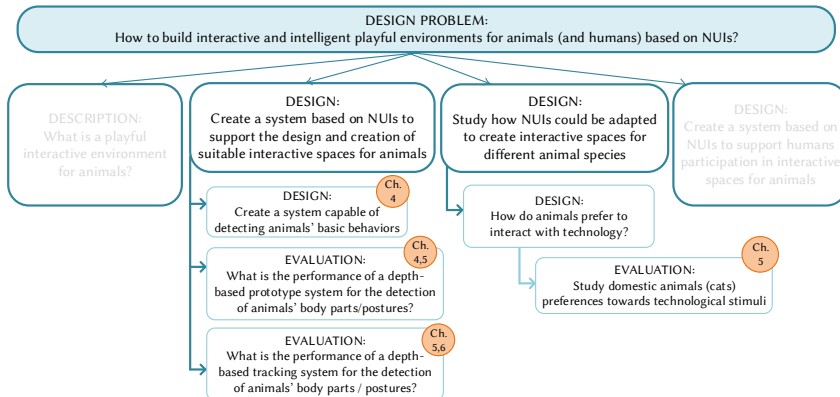 DESIGN PROBLEM:
How to build interactive and intelligent playful environments for animals (and humans) based on NUIs?
DESCRIPTION:
What is a playful
interactive environment
for animals?
DESIGN:
Create a system based on NUIs to
support the design and creation of
suitable interactive spaces for animals
DESIGN:
Study how NUIs could be adapted
to create interactive spaces for
different animal species
DESIGN:
Create a system based on
NUIs to support humans
participation in interactive
spaces for animals
Ch.
4
DESIGN:
Create a system capable of
detecting animals’ basic behaviors
Ch.
4,5
EVALUATION:
What is the performance of a depth-
based prototype system for the detection
of animals’ body parts/postures?
Ch.
5,6
EVALUATION:
What is the performance of a depth-
based tracking system for the detection
of animals’ body parts / postures?
DESIGN:
How do animals prefer to
interact with technology?
Ch.
5
EVALUATION:
Study domestic animals (cats)
preferences towards technological stimuli